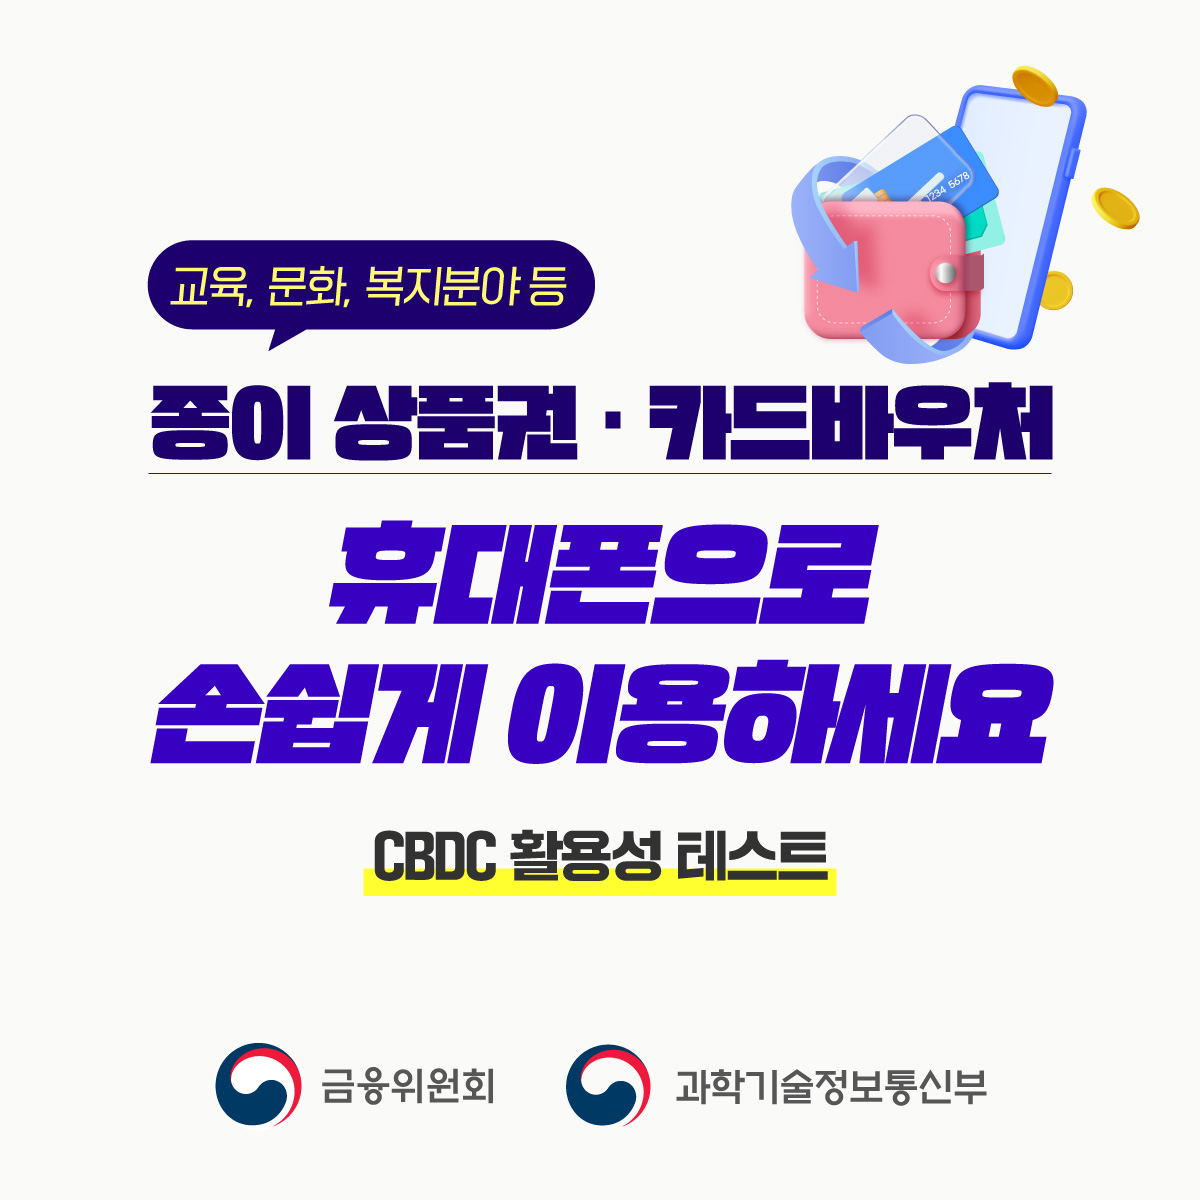 교육, 문화, 복지분야 등
종이 상품권 · 카드바우처
휴대폰으로
손쉽게 이용하세요
CBDC 활용성 테스트
금융위원회
과학기술정보통신부
234 5678